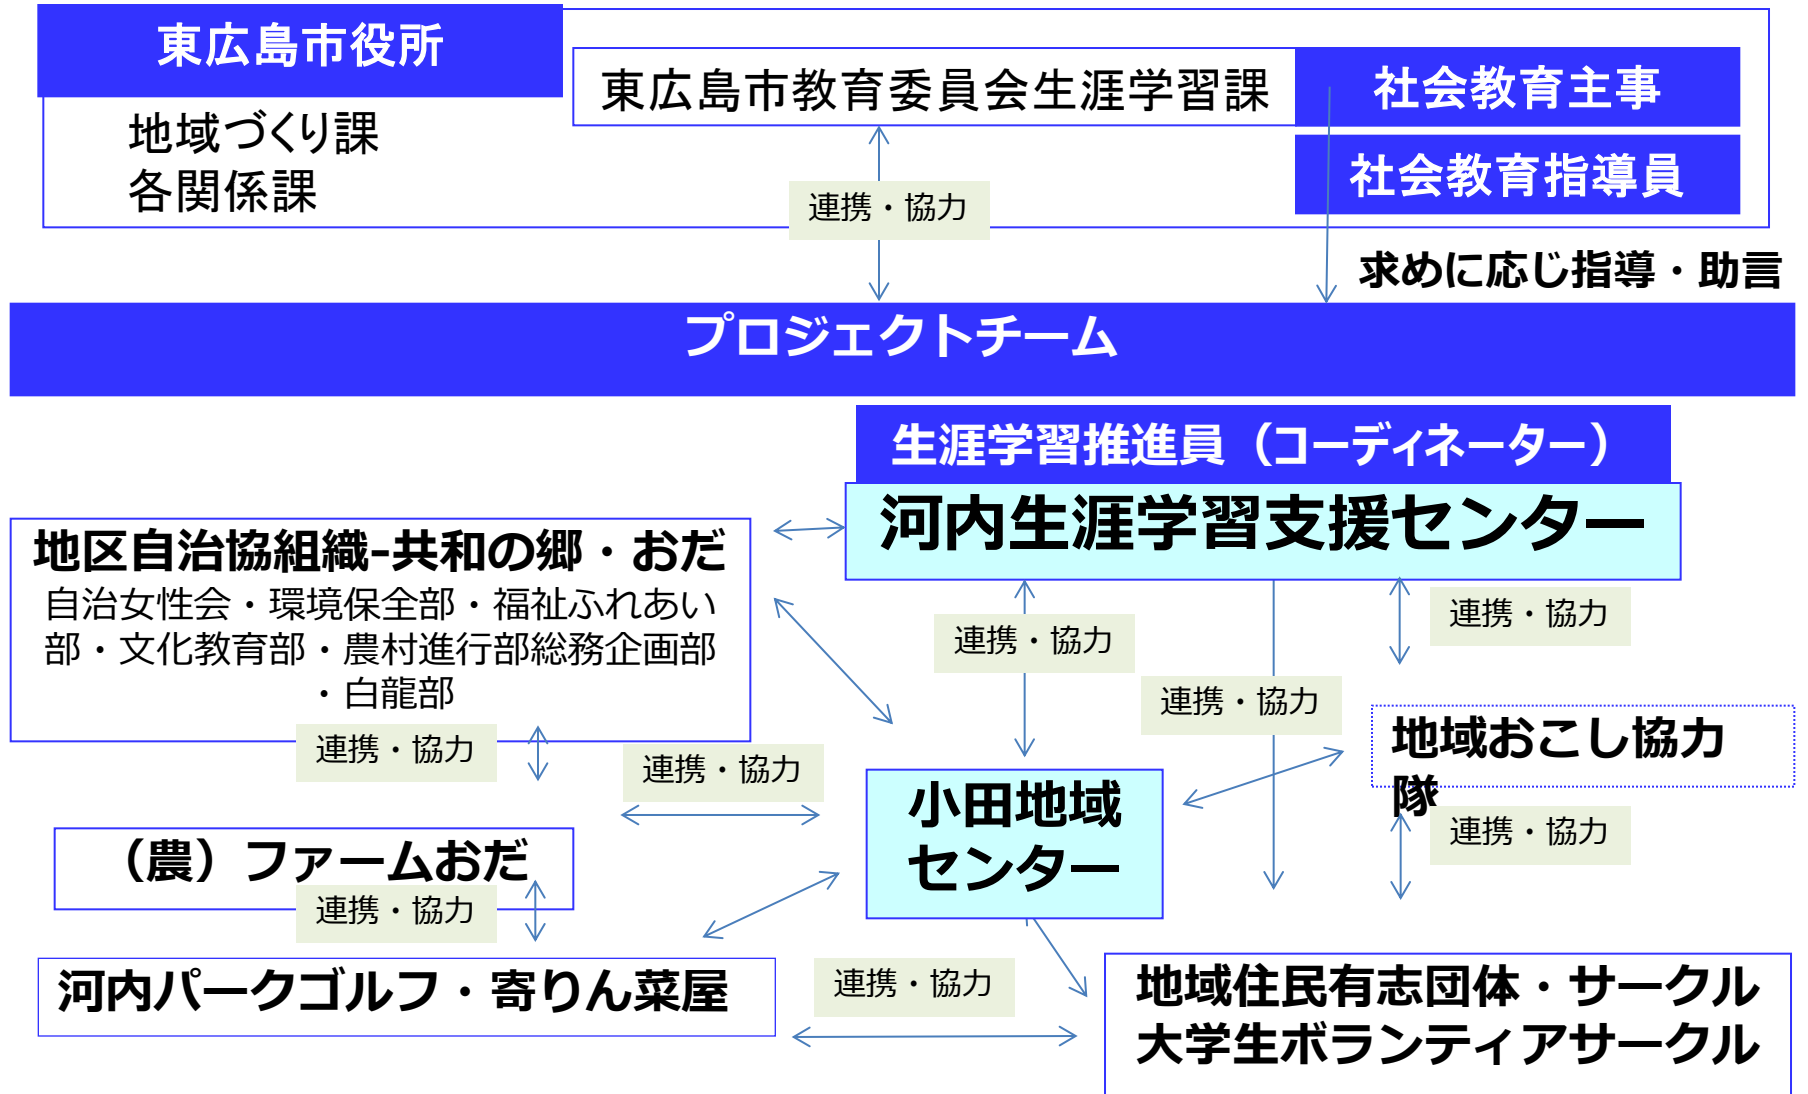 東広島市役所
東広島市教育委員会生涯学習課
社会教育主事
地域づくり課
各関係課
社会教育指導員
連携・協力
求めに応じ指導・助言
プロジェクトチーム
生涯学習推進員（コーディネーター）
河内生涯学習支援センター
地区自治協組織-共和の郷・おだ
自治女性会・環境保全部・福祉ふれあい
部・文化教育部・農村進行部総務企画部
・白龍部
連携・協力
連携・協力
連携・協力
連携・協力
連携・協力
地域おこし協力
隊
連携・協力
小田地域
センター
（農）ファームおだ
連携・協力
河内パークゴルフ・寄りん菜屋
連携・協力
地域住民有志団体・サークル
大学生ボランティアサークル